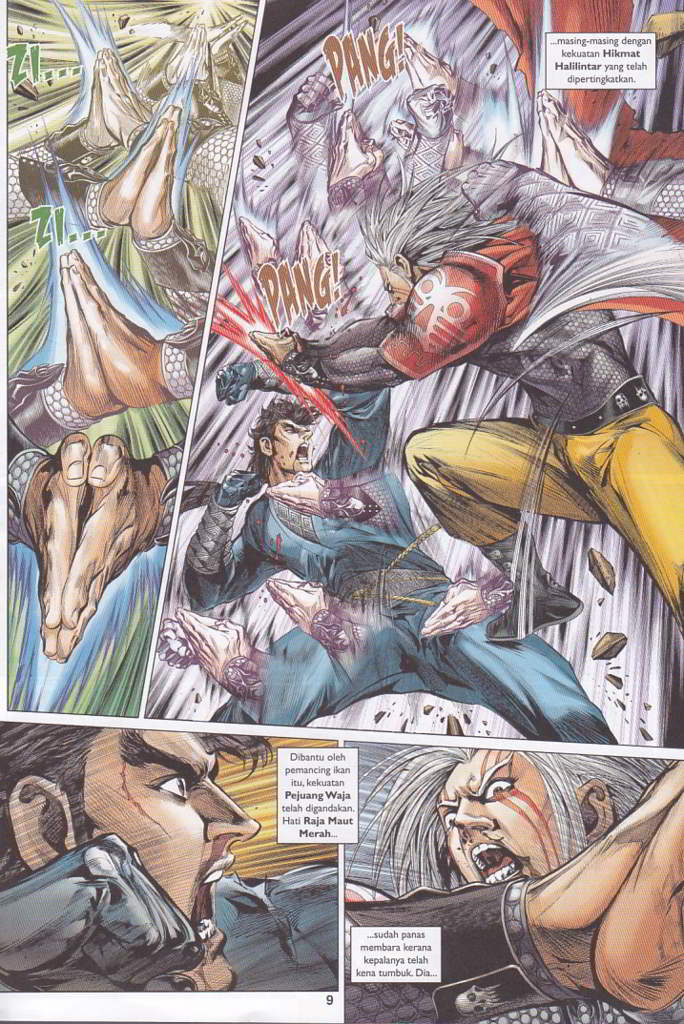 ZI...
ZI...
PANG!
PANG!
...masing-masing dengan
kekuatan Hikmat
Halilintar yang telah
dipertingkatkan.
Dibantu oleh
pemancing ikan
itu, kekuatan
Pejuang Waja
telah digandakan.
Hati Raja Maut
Merah...
...sudah panas
membara kerana
kepalanya telah
kena tumbuk. Dia...
9